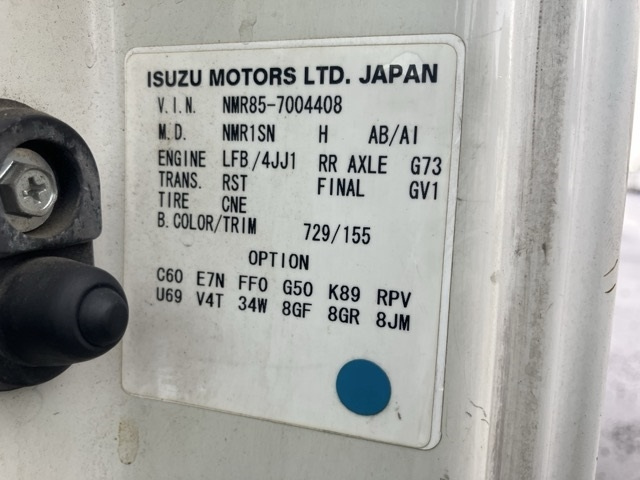 ISUZU MOTORS LTD. JAPAN
V.I.N. NMR85-7004408
M.D. NMR1SN H AB/AI
ENGINE LFB/4JJ1 RR AXLE G73
TRANS. RST FINAL GV1
TIRE CNE
B.COLOR/TRIM 729/155
OPTION
C60 E7N FF0 G50 K89 RPV
U69 V4T 34W 8GF 8GR 8JM